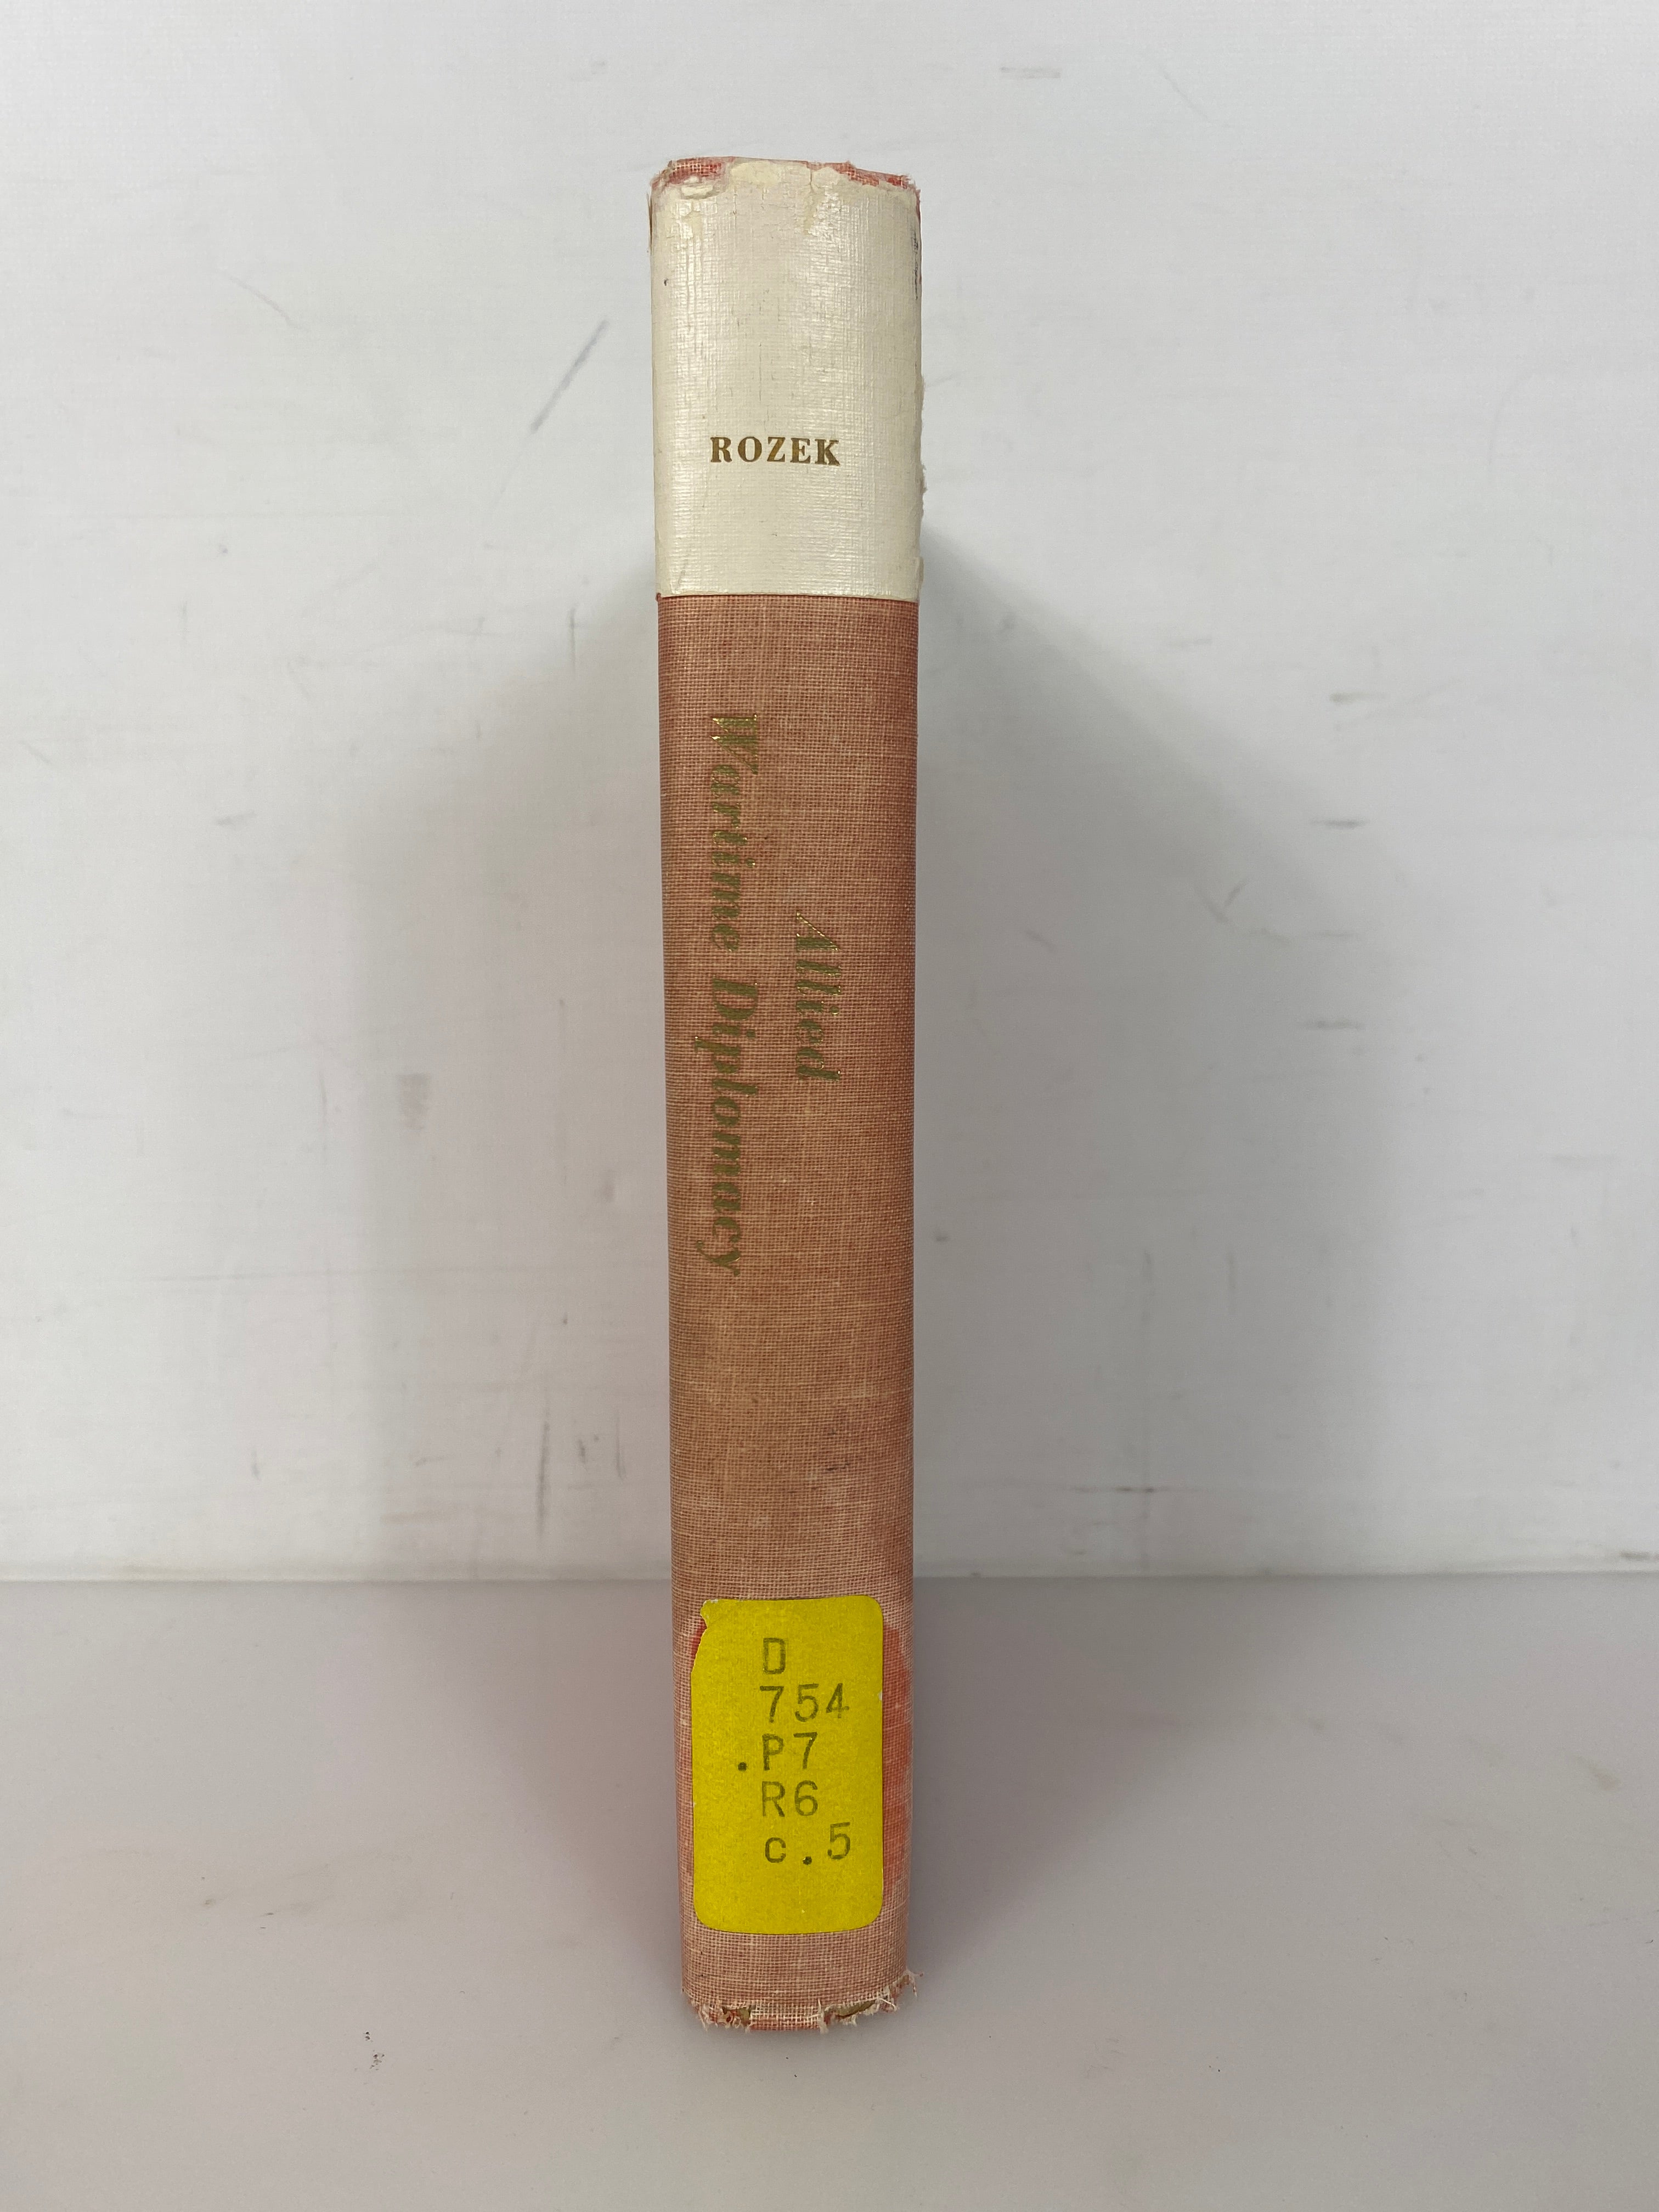 ROZEK
Allied
Wartime Diplomacy
D
754
.P7
R6
c.5